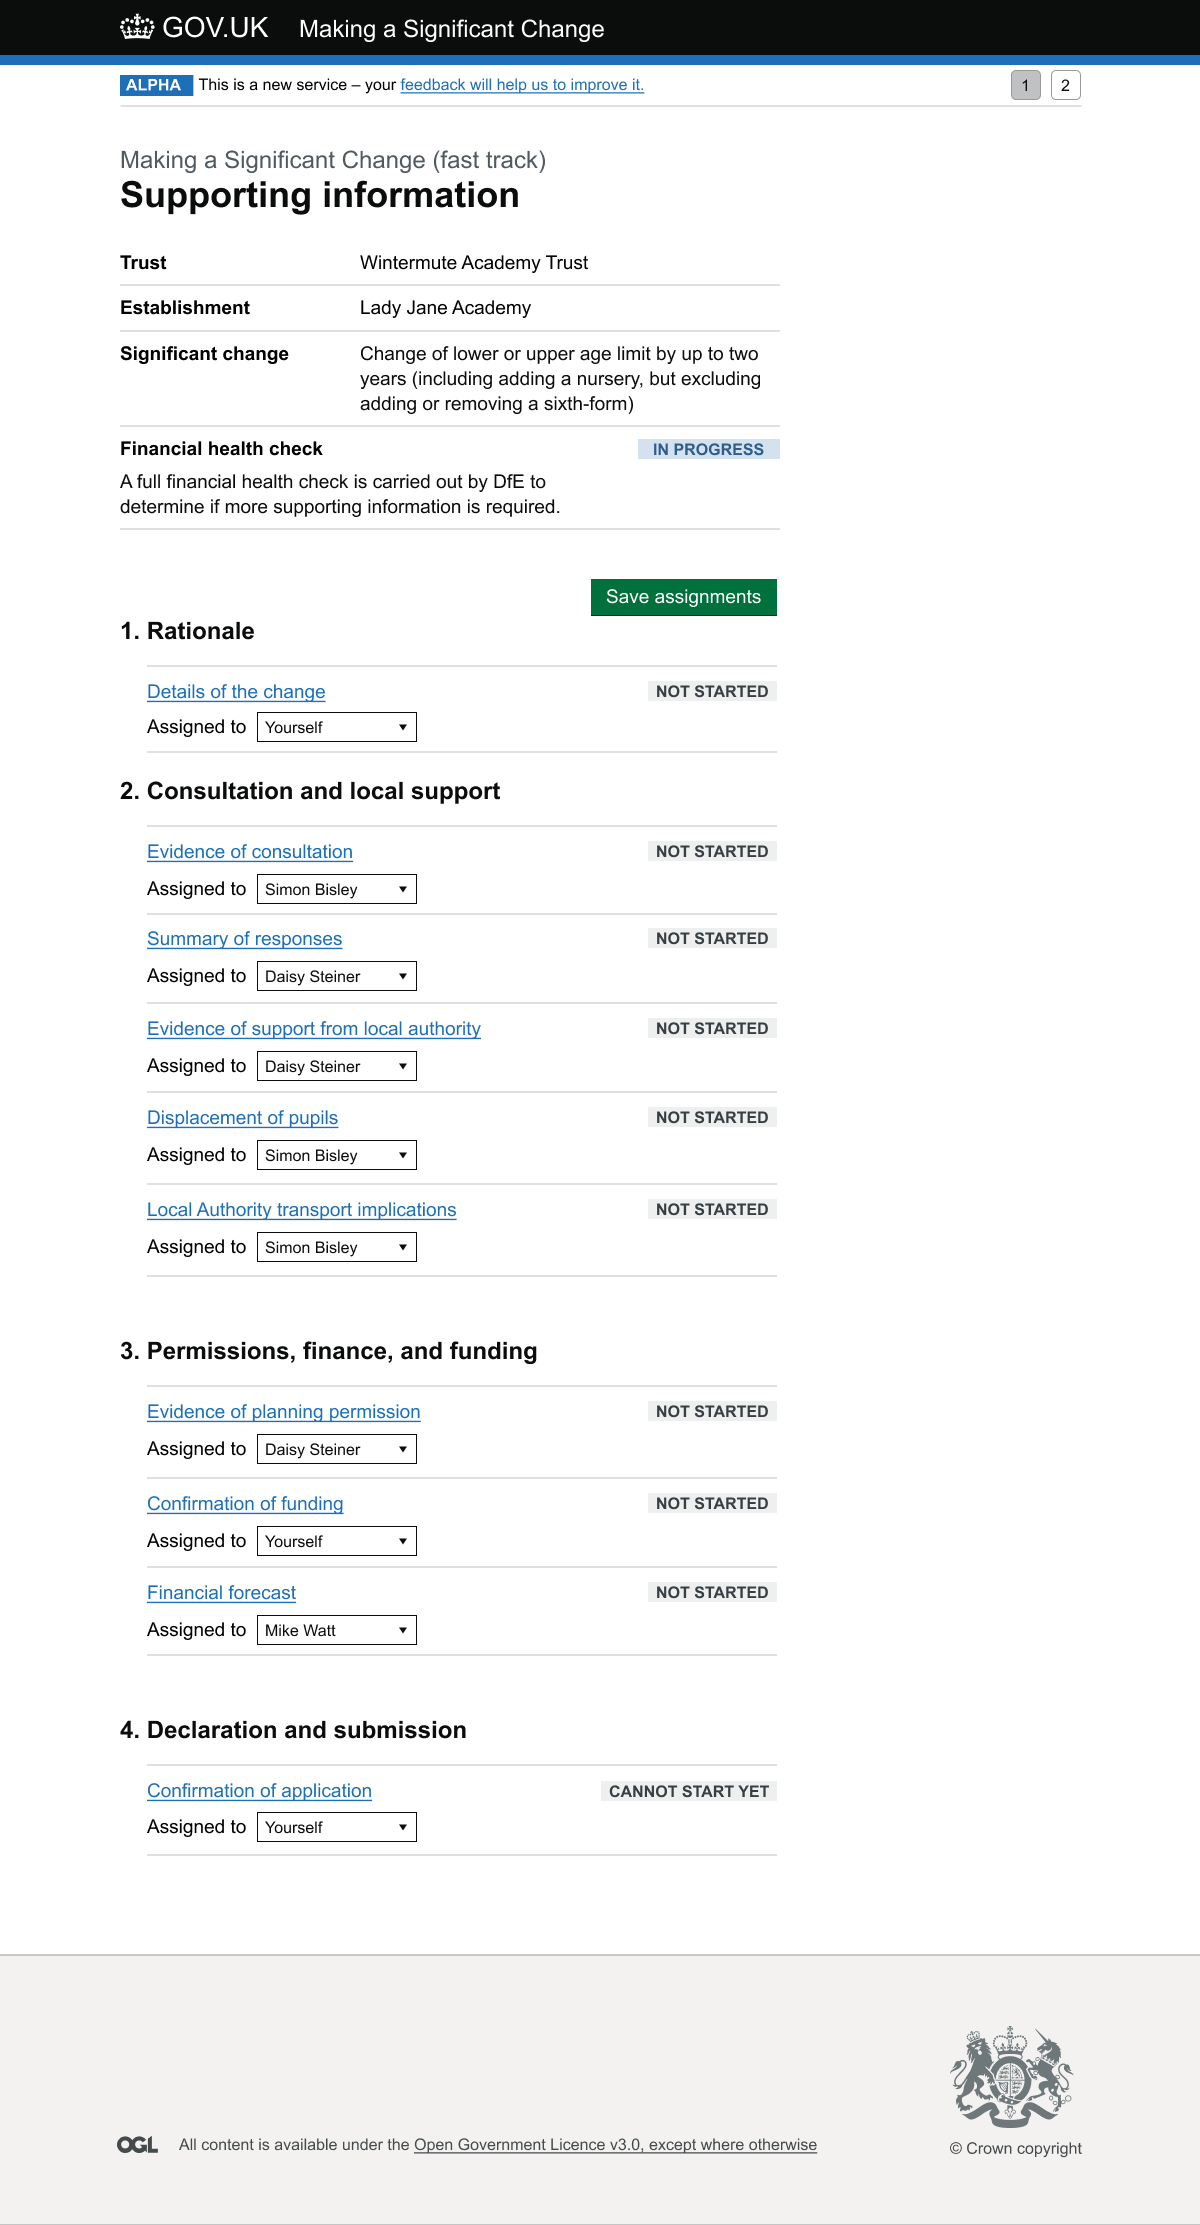 GOV.UK Making a Significant Change
ALPHA This is a new service – your feedback will help us to improve it. 1 2
Making a Significant Change (fast track)
Supporting information
Trust Wintermute Academy Trust
Establishment Lady Jane Academy
Significant change Change of lower or upper age limit by up to two
years (including adding a nursery, but excluding
adding or removing a sixth-form)
Financial health check IN PROGRESS
A full financial health check is carried out by DfE to
determine if more supporting information is required.
Save assignments
1. Rationale
Details of the change NOT STARTED
Assigned to Yourself
2. Consultation and local support
Evidence of consultation NOT STARTED
Assigned to Simon Bisley
Summary of responses NOT STARTED
Assigned to Daisy Steiner
Evidence of support from local authority NOT STARTED
Assigned to Daisy Steiner
Displacement of pupils NOT STARTED
Assigned to Simon Bisley
Local Authority transport implications NOT STARTED
Assigned to Simon Bisley
3. Permissions, finance, and funding
Evidence of planning permission NOT STARTED
Assigned to Daisy Steiner
Confirmation of funding NOT STARTED
Assigned to Yourself
Financial forecast NOT STARTED
Assigned to Mike Watt
4. Declaration and submission
Confirmation of application CANNOT START YET
Assigned to Yourself
OGL All content is available under the Open Government Licence v3.0, except where otherwise
© Crown copyright